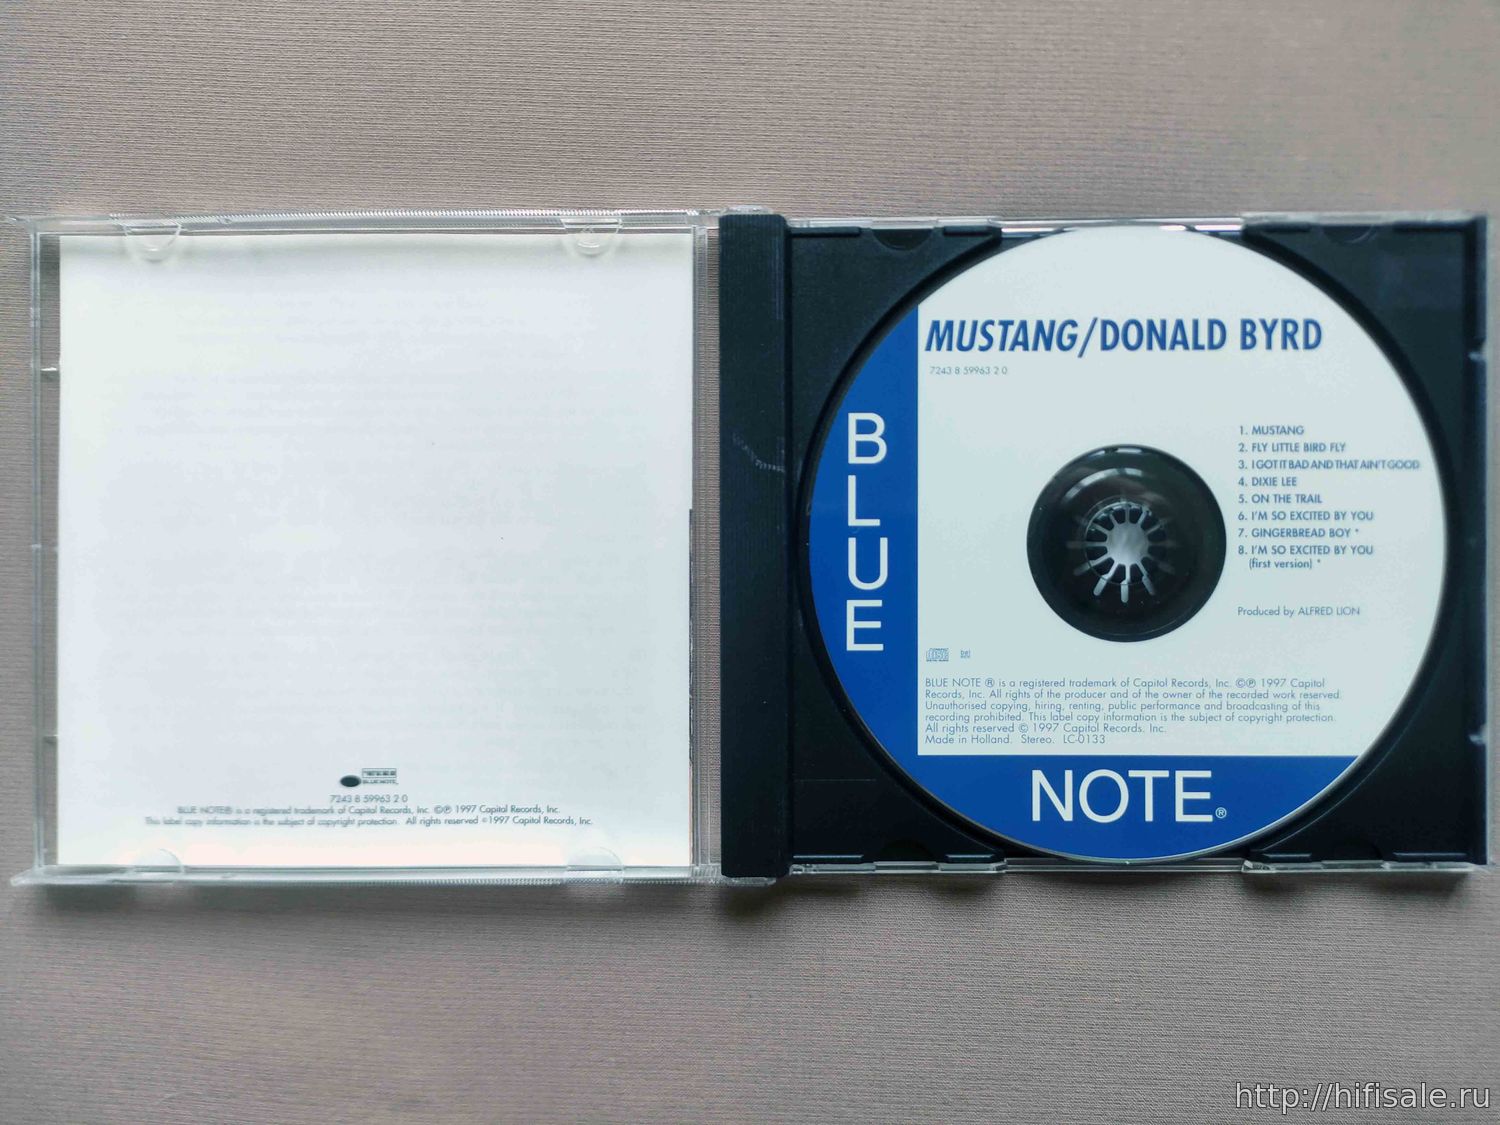 BLUE NOTE
7243 8 59963 2 0
BLUE NOTE® is a registered trademark of Capitol Records, Inc. ©℗ 1997 Capitol Records, Inc.
This label copy information is the subject of copyright protection. All rights reserved ©1997 Capitol Records, Inc.
MUSTANG/DONALD BYRD
7243 8 59963 2 0
BLUE
1. MUSTANG
2. FLY LITTLE BIRD FLY
3. I GOT IT BAD AND THAT AIN'T GOOD
4. DIXIE LEE
5. ON THE TRAIL
6. I'M SO EXCITED BY YOU
7. GINGERBREAD BOY *
8. I'M SO EXCITED BY YOU
(first version) *
Produced by ALFRED LION
BLUE NOTE ® is a registered trademark of Capitol Records, Inc. ©℗ 1997 Capitol
Records, Inc. All rights of the producer and of the owner of the recorded work reserved.
Unauthorised copying, hiring, renting, public performance and broadcasting of this
recording prohibited. This label copy information is the subject of copyright protection.
All rights reserved © 1997 Capitol Records. Inc.
Made in Holland. Stereo. LC-0133
NOTE®
http://hifisale.ru